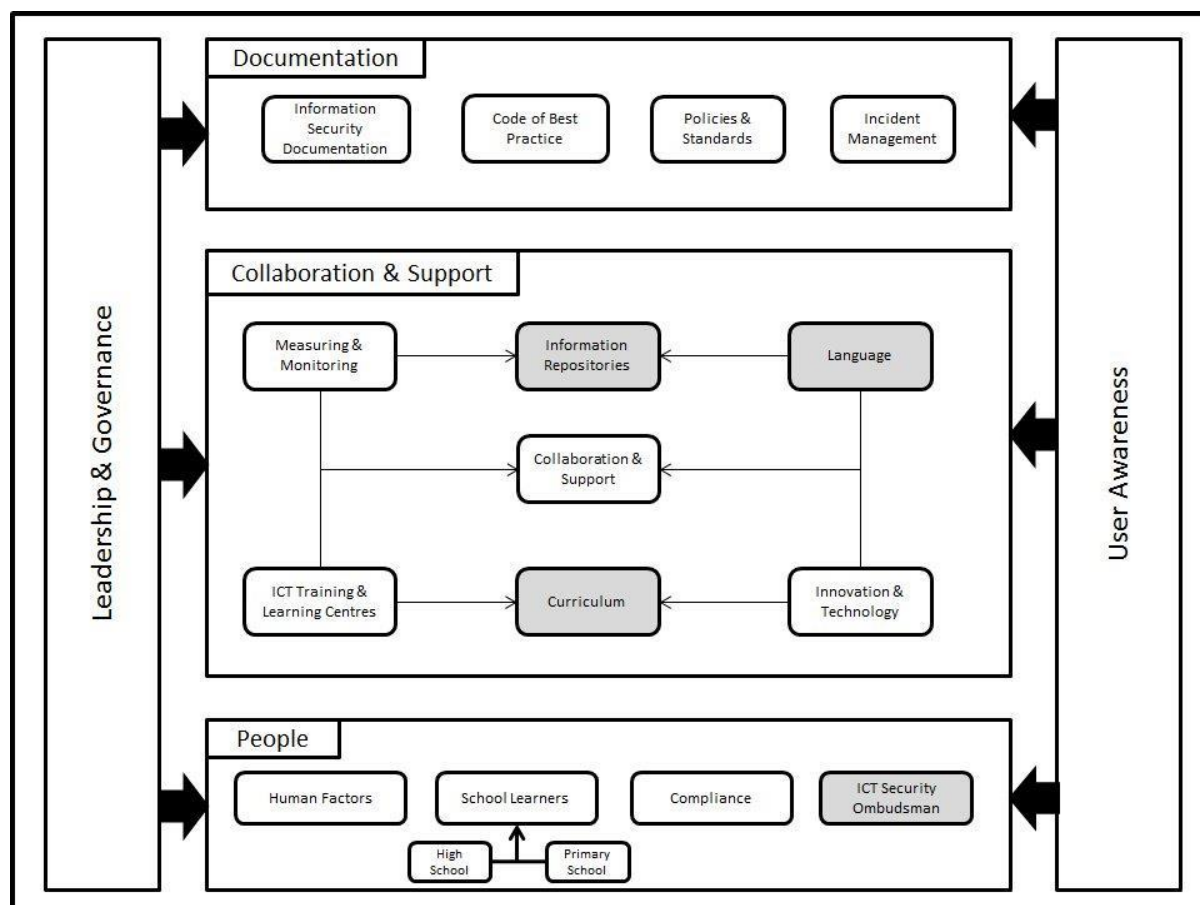 Leadership & Governance
Documentation
Information
Security
Documentation
Code of Best
Practice
Policies &
Standards
Incident
Management
Collaboration & Support
Measuring &
Monitoring
Information
Repositories
Language
Collaboration &
Support
ICT Training &
Learning Centres
Curriculum
Innovation &
Technology
People
Human Factors
School Learners
Compliance
ICT Security
Ombudsman
High
School
Primary
School
User Awareness